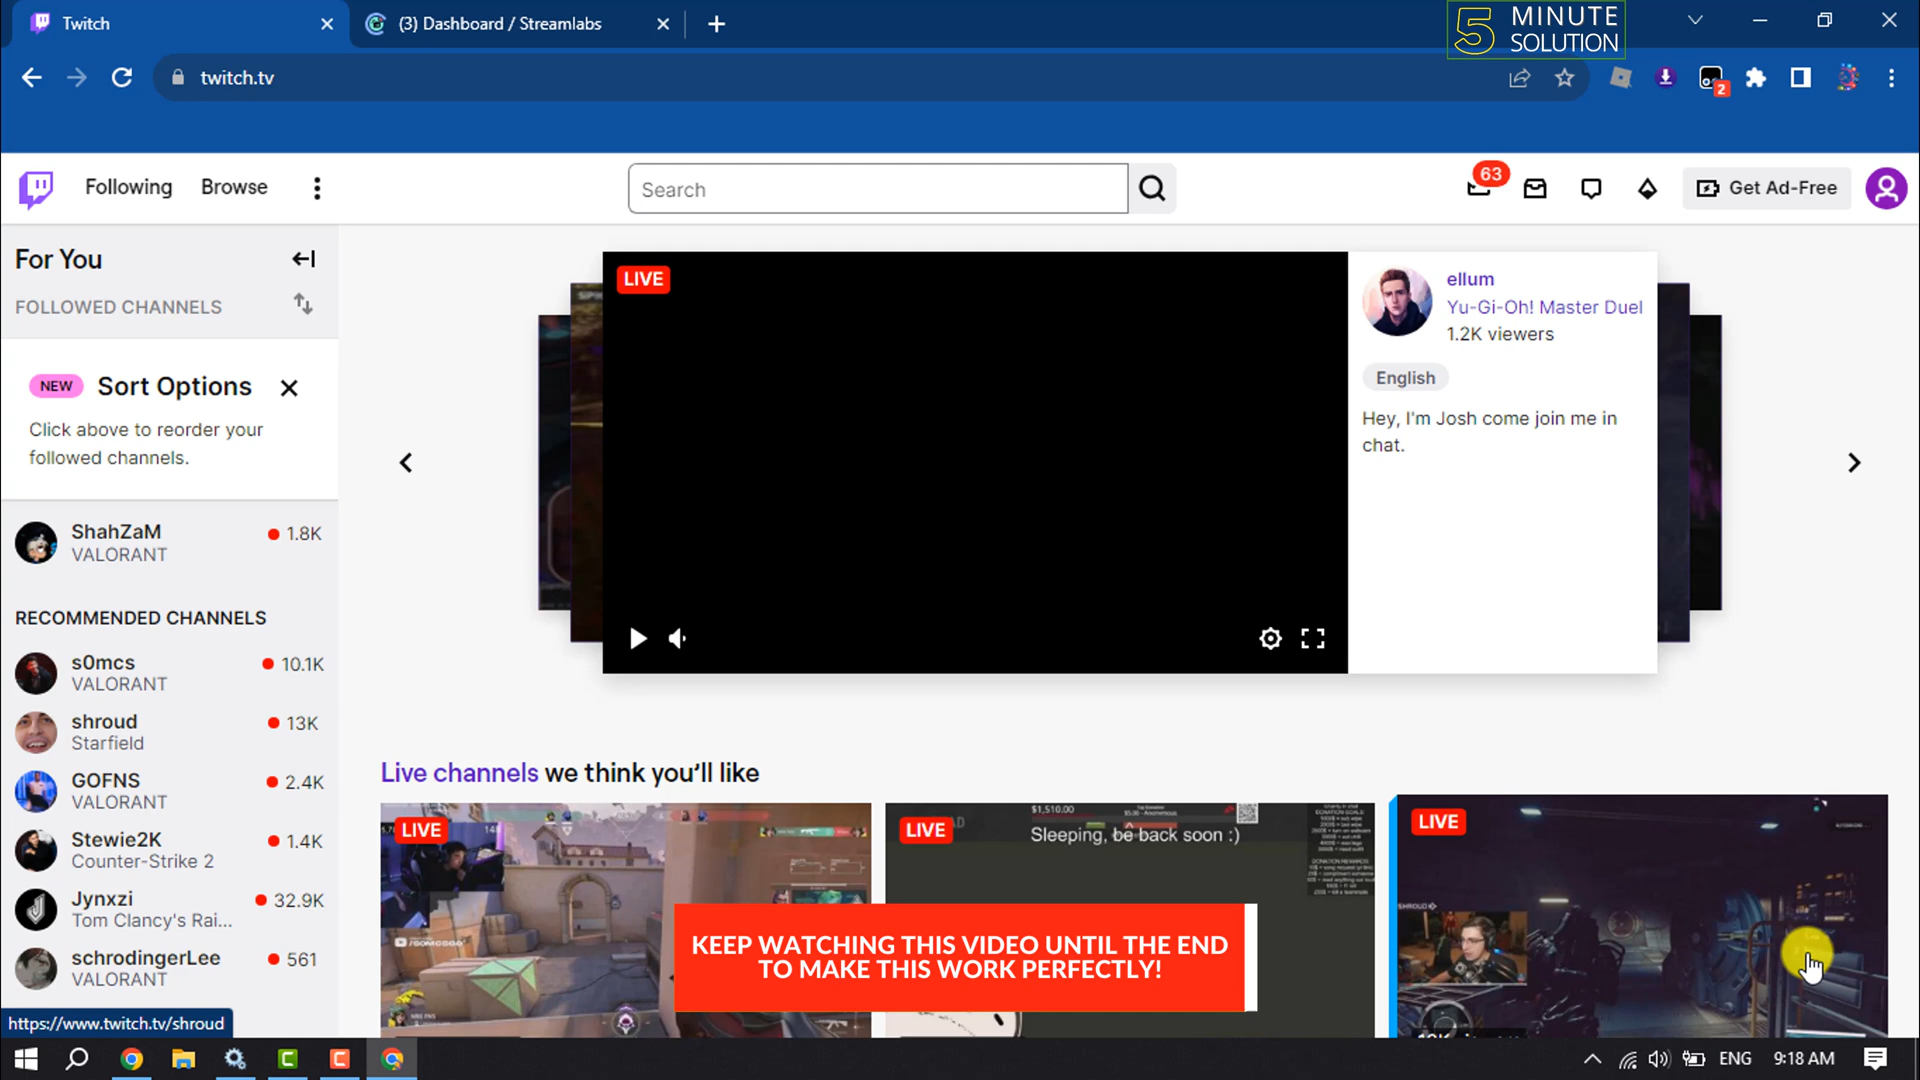 Twitch
(3) Dashboard / Streamlabs
5 MINUTE
SOLUTION
twitch.tv
2
Following
Browse
Search
63
Get Ad-Free
For You
FOLLOWED CHANNELS
NEW Sort Options
Click above to reorder your
followed channels.
ShahZaM
1.8K
VALORANT
RECOMMENDED CHANNELS
s0mcs
10.1K
VALORANT
shroud
13K
Starfield
GOFNS
2.4K
VALORANT
Stewie2K
1.4K
Counter-Strike 2
Jynxzi
32.9K
Tom Clancy's Rai...
schrodingerLee
561
VALORANT
https://www.twitch.tv/shroud
LIVE
ellum
Yu-Gi-Oh! Master Duel
1.2K viewers
English
Hey, I'm Josh come join me in
chat.
Live channels we think you'll like
LIVE
LIVE
$1,510.00
Sleeping, be back soon :)
LIVE
KEEP WATCHING THIS VIDEO UNTIL THE END
TO MAKE THIS WORK PERFECTLY!
ENG
9:18 AM